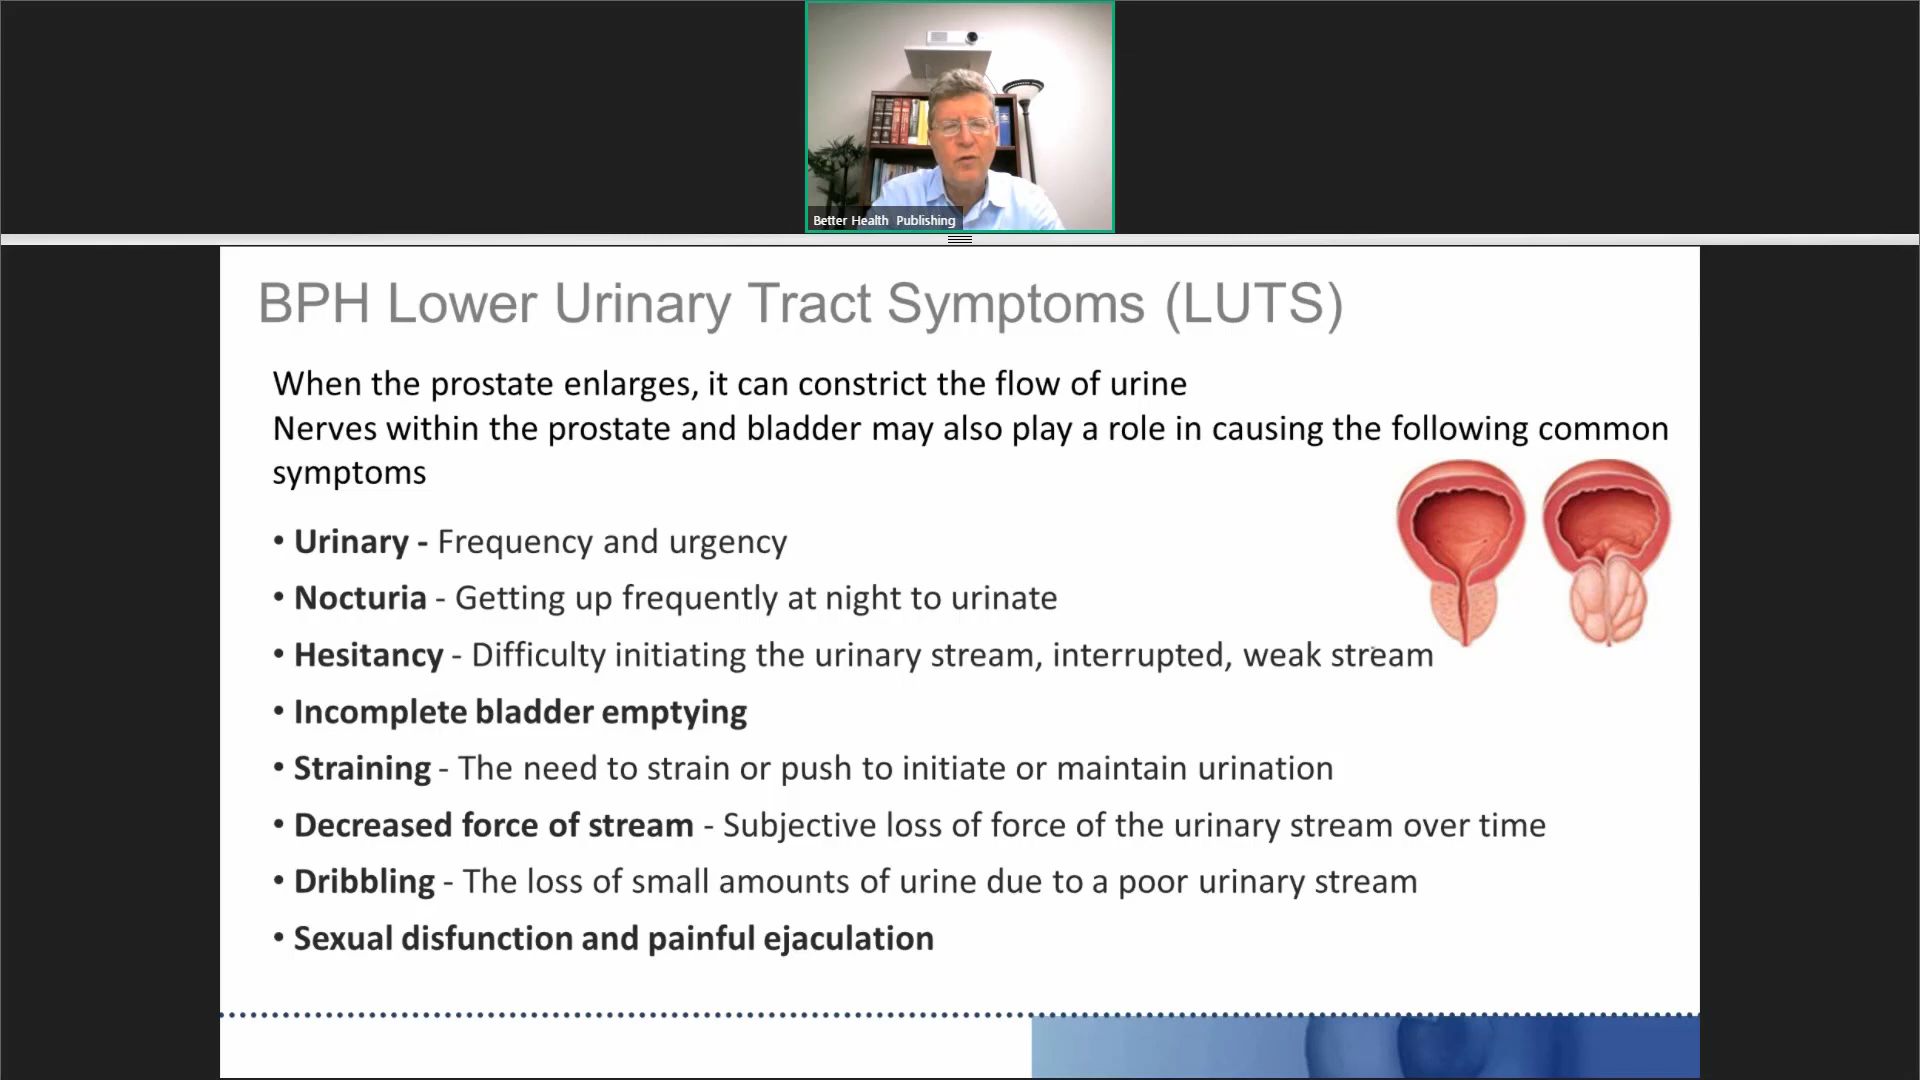 Better Health Publishing
BPH Lower Urinary Tract Symptoms (LUTS)
When the prostate enlarges, it can constrict the flow of urine
Nerves within the prostate and bladder may also play a role in causing the following common
symptoms
• Urinary - Frequency and urgency
• Nocturia - Getting up frequently at night to urinate
• Hesitancy - Difficulty initiating the urinary stream, interrupted, weak stream
• Incomplete bladder emptying
• Straining - The need to strain or push to initiate or maintain urination
• Decreased force of stream - Subjective loss of force of the urinary stream over time
• Dribbling - The loss of small amounts of urine due to a poor urinary stream
• Sexual disfunction and painful ejaculation